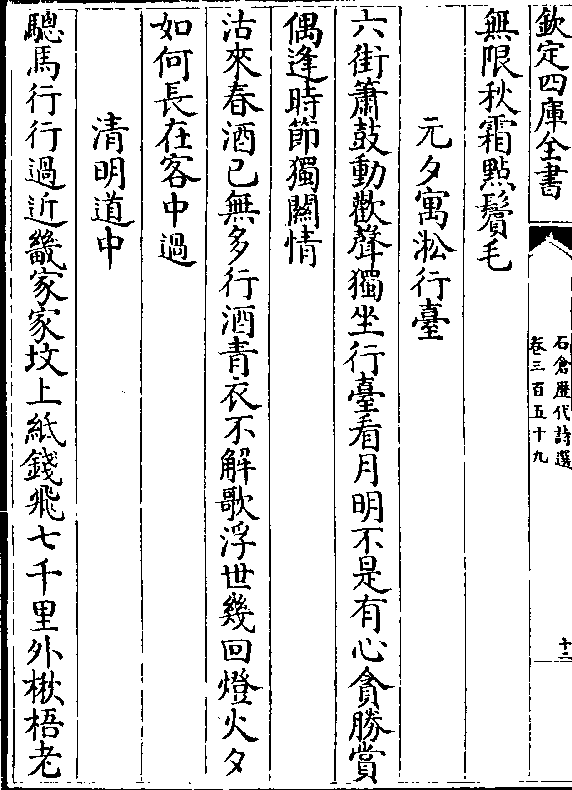 欽定四庫全書
石倉歷代詩選
卷三百五十九
十二
無限秋霜點鬢毛
元夕寓淞行臺
六街簫鼓動歡聲獨坐行臺看月明不是有心貪勝賞
偶逢時節獨關情
沽來春酒已無多行酒青衣不解歌浮世幾回燈火夕
如何長在客中過
清明道中
驄馬行行過近畿家家墳上紙錢飛七千里外楸梧老